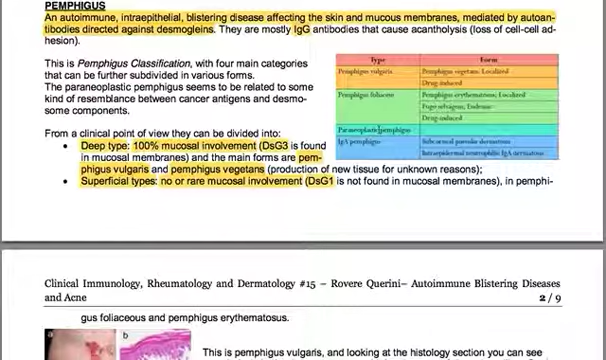 PEMPHIGUS
An autoimmune, intraepithelial, blistering disease affecting the skin and mucous membranes, mediated by autoan-
tibodies directed against desmogleins. They are mostly IgG antibodies that cause acantholysis (loss of cell-cell ad-
hesion).
This is Pemphigus Classification, with four main categories
that can be further subdivided in various forms.
The paraneoplastic pemphigus seems to be related to some
kind of resemblance between cancer antigens and desmo-
some components.
Type Form
Pemphigus vulgaris Pemphigus vegetans: Localized
Drug-induced
Pemphigus foliaceus Pemphigus erythematosus: Localized
Fogo selvagem: Endemic
Drug-induced
Paraneoplastic pemphigus
IgA pemphigus Subcorneal pustular dermatosis
Intraepidermal neutrophilic IgA dermatosis
From a clinical point of view they can be divided into:
• Deep type: 100% mucosal involvement (DsG3 is found
in mucosal membranes) and the main forms are pem-
phigus vulgaris and pemphigus vegetans (production of new tissue for unknown reasons);
• Superficial types: no or rare mucosal involvement (DsG1 is not found in mucosal membranes), in pemphi-
Clinical Immunology, Rheumatology and Dermatology #15 – Rovere Querini– Autoimmune Blistering Diseases
and Acne 2 / 9
gus foliaceous and pemphigus erythematosus.
a b
This is pemphigus vulgaris, and looking at the histology section you can see